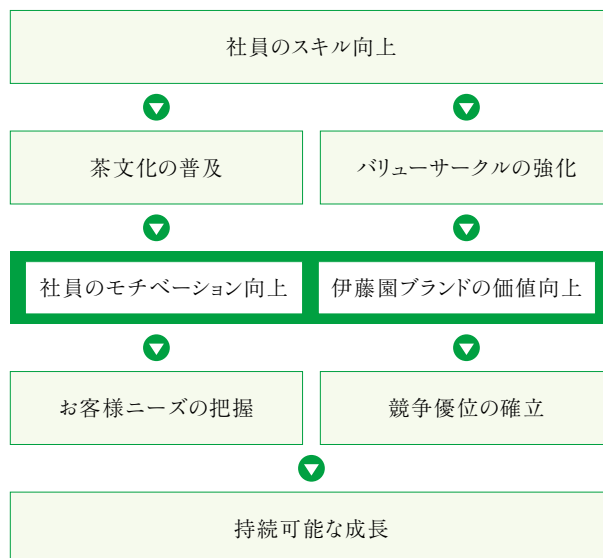 社員のスキル向上
茶文化の普及
バリューサークルの強化
社員のモチベーション向上
伊藤園ブランドの価値向上
お客様ニーズの把握
競争優位の確立
持続可能な成長